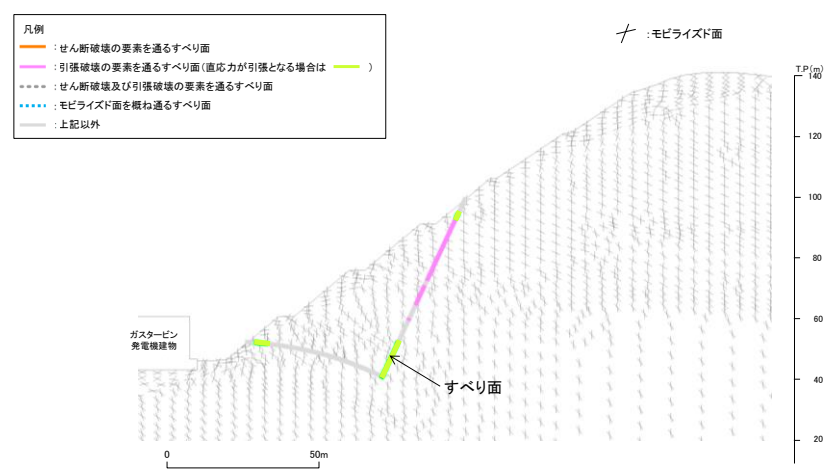 凡例
：せん断破壊の要素を通るすべり面
：引張破壊の要素を通るすべり面（直応力が引張となる場合は ）
：せん断破壊及び引張破壊の要素を通るすべり面
：モビライズド面を概ね通るすべり面
：上記以外
：モビライズド面
T.P(m)
140
120
100
80
60
40
20
ガスタービン
発電機建物
すべり面
0 50m